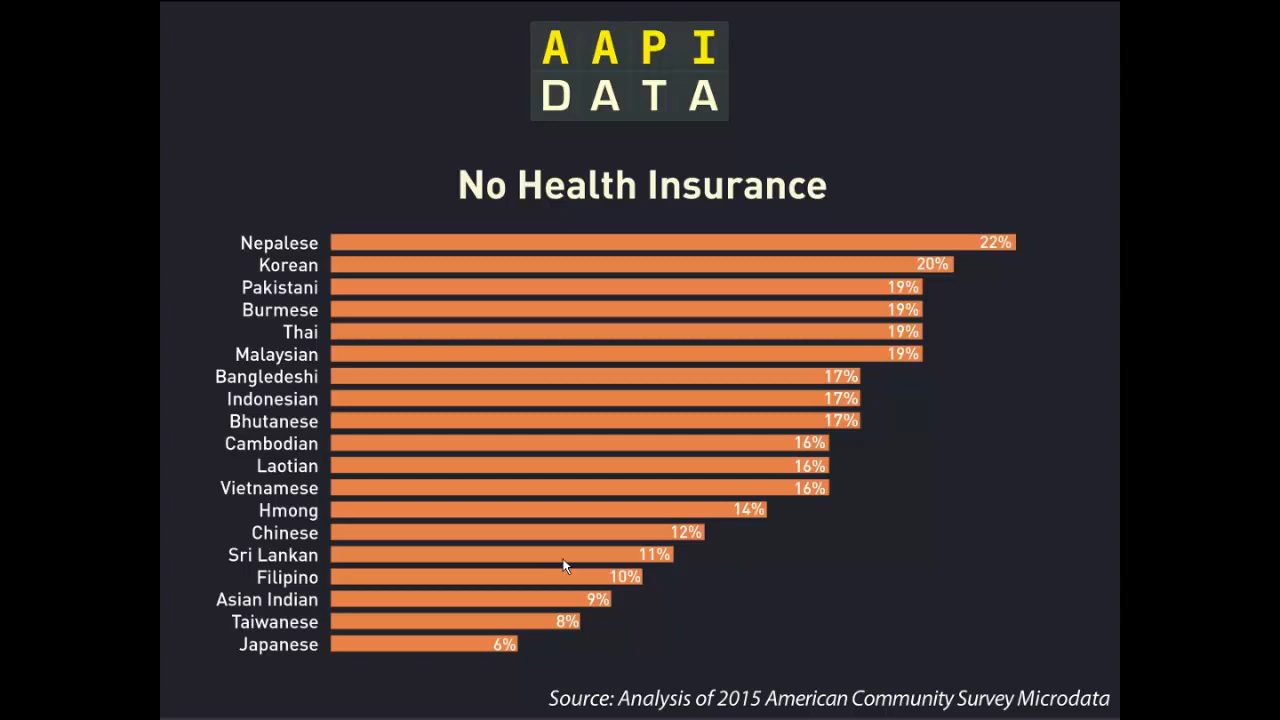 AAPI
DATA
No Health Insurance
Nepalese 22%
Korean 20%
Pakistani 19%
Burmese 19%
Thai 19%
Malaysian 19%
Bangledeshi 17%
Indonesian 17%
Bhutanese 17%
Cambodian 16%
Laotian 16%
Vietnamese 16%
Hmong 14%
Chinese 12%
Sri Lankan 11%
Filipino 10%
Asian Indian 9%
Taiwanese 8%
Japanese 6%
Source: Analysis of 2015 American Community Survey Microdata